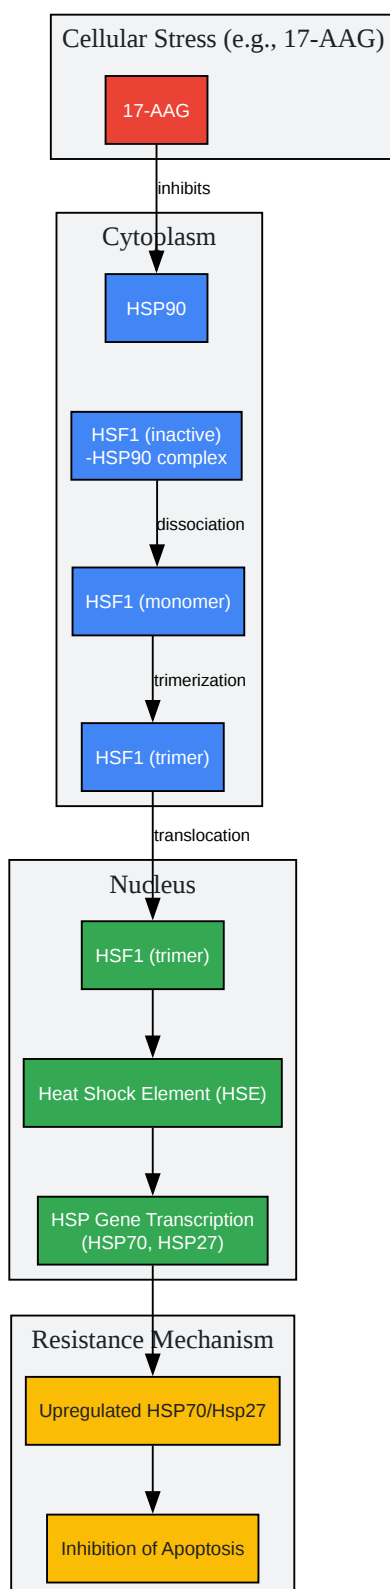 Cellular Stress (e.g., 17-AAG)
17-AAG
inhibits
Cytoplasm
HSP90
HSF1 (inactive)
-HSP90 complex
dissociation
HSF1 (monomer)
trimerization
HSF1 (trimer)
translocation
Nucleus
HSF1 (trimer)
Heat Shock Element (HSE)
HSP Gene Transcription
(HSP70, HSP27)
Resistance Mechanism
Upregulated HSP70/Hsp27
Inhibition of Apoptosis